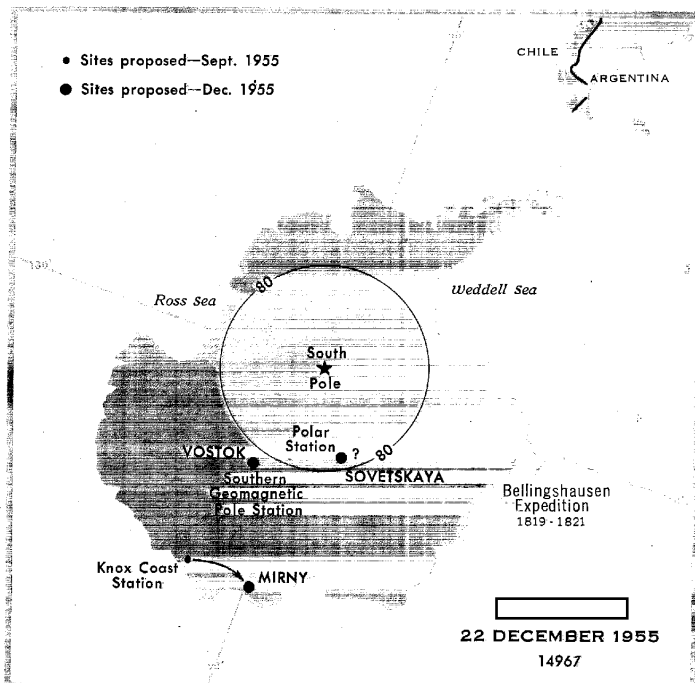 CHILE
ARGENTINA
Sites proposed—Sept. 1955
Sites proposed—Dec. 1955
80
Ross Sea
Weddell Sea
South
Pole
Polar
Station
?
80
VOSTOK
SOVETSKAYA
Southern
Geomagnetic
Pole Station
Bellingshausen
Expedition
1819-1821
Knox Coast
Station
MIRNY
22 DECEMBER 1955
14967